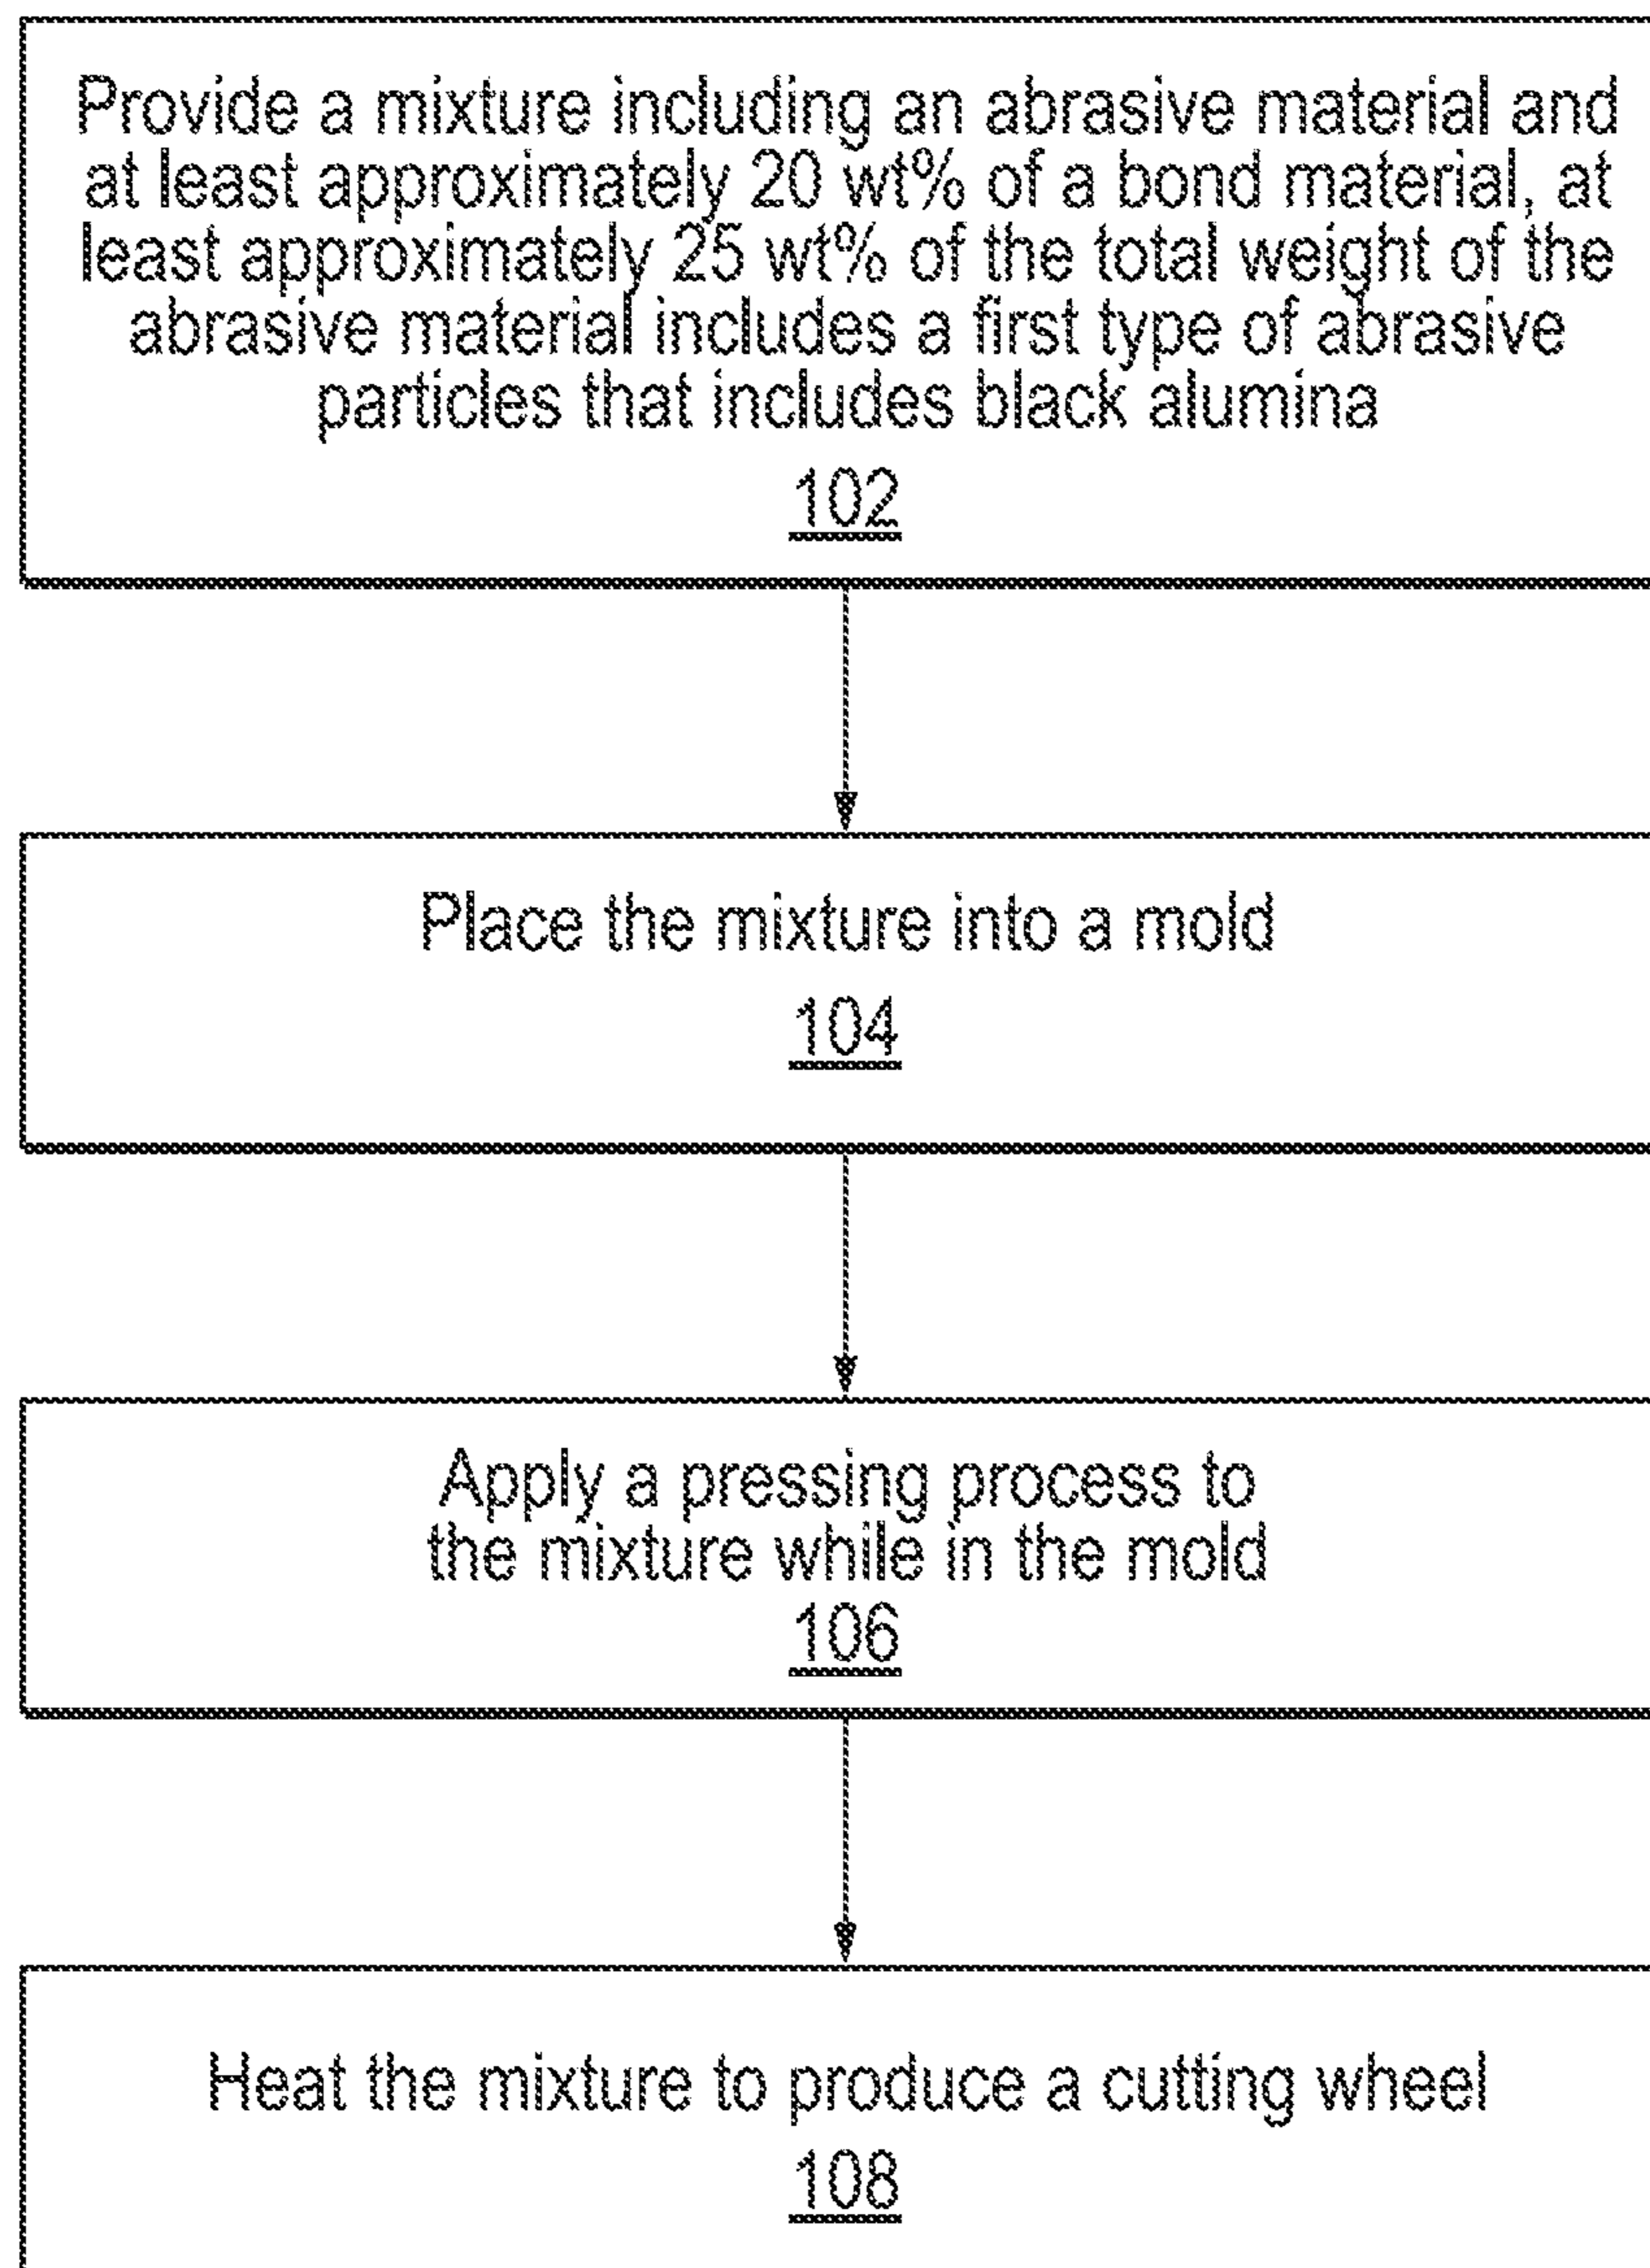 Provide a mixture including an abrasive material and
at least approximately 20 wt% of a bond material, at
least approximately 25 wt% of the total weight of the
abrasive material includes a first type of abrasive
particles that includes black alumina
102
Place the mixture into a mold
104
Apply a pressing process to
the mixture while in the mold
106
Heat the mixture to produce a cutting wheel
108